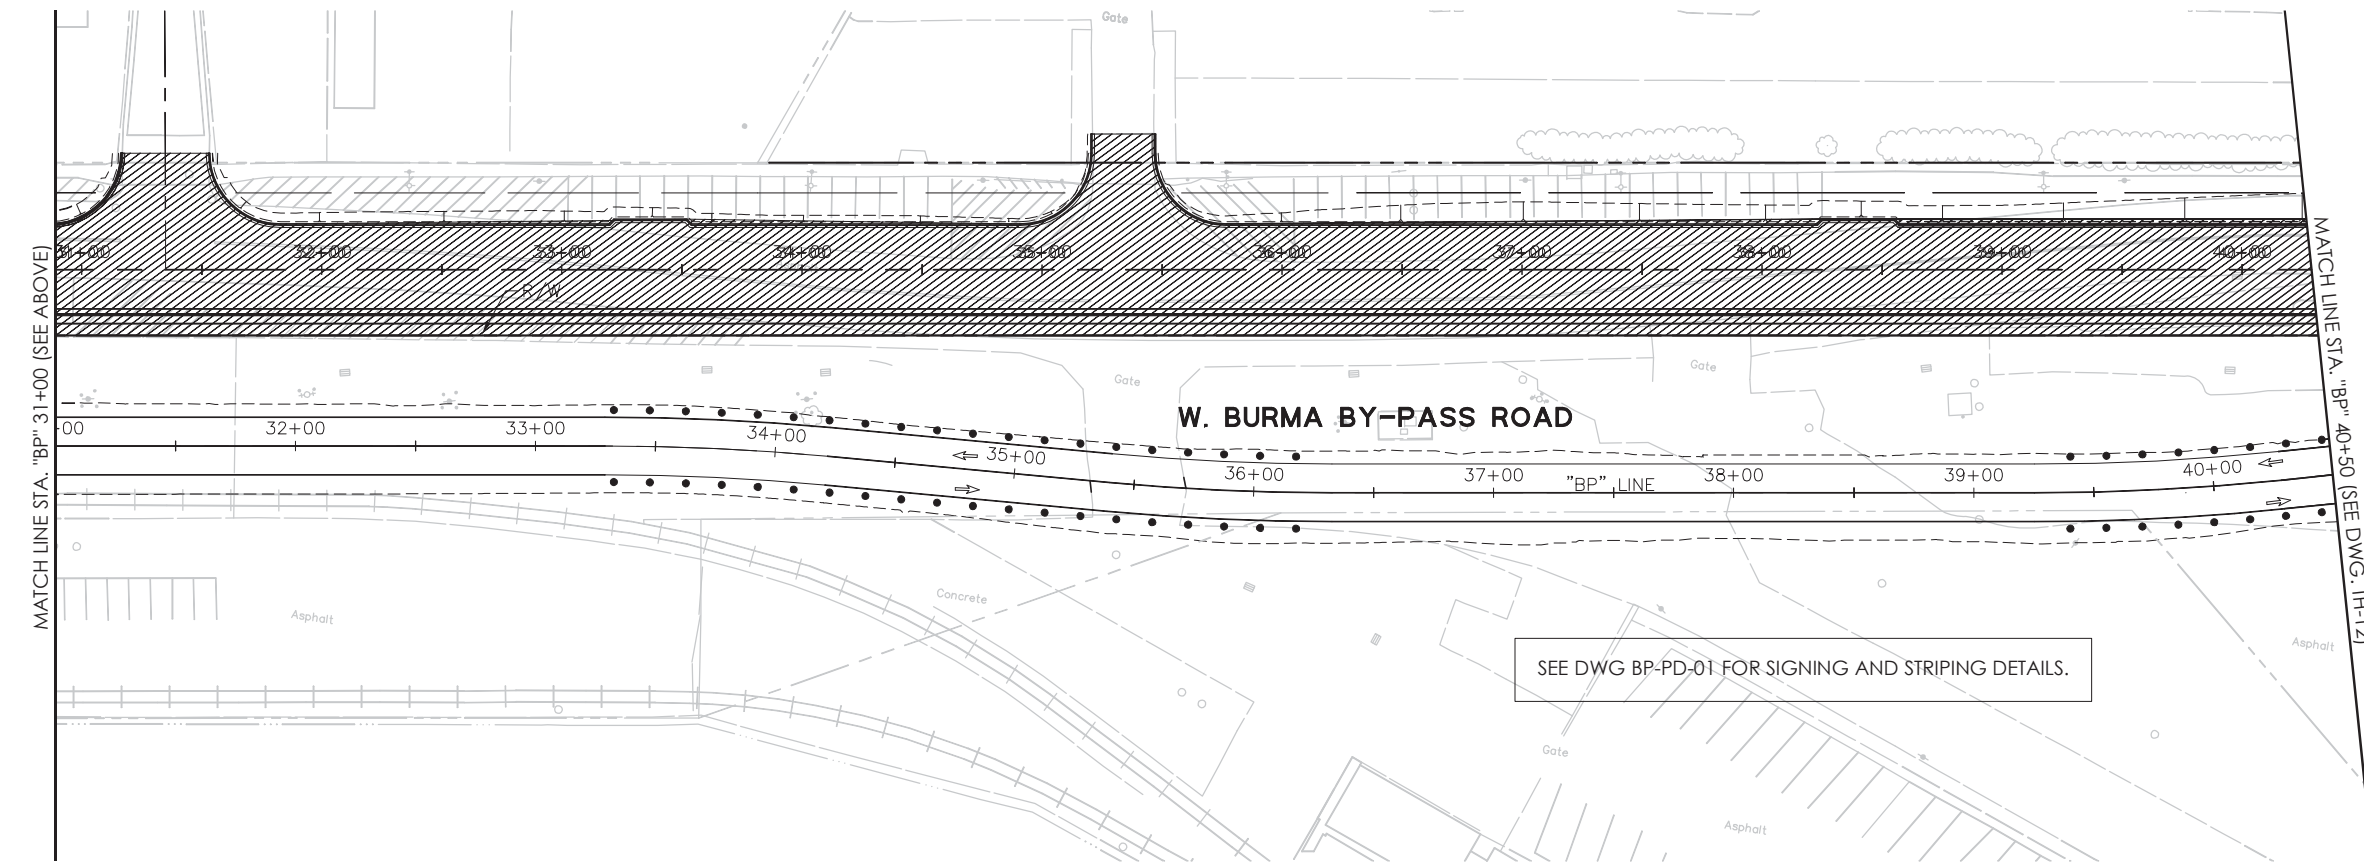 Gate
31+00
32+00
33+00
34+00
35+00
36+00
37+00
38+00
39+00
40+00
R/W
Gate
Gate
W. BURMA BY-PASS ROAD
00
32+00
33+00
34+00
35+00
36+00
37+00
38+00
39+00
40+00
"BP" LINE
MATCH LINE STA. "BP" 31+00 (SEE ABOVE)
MATCH LINE STA. "BP" 40+50 (SEE DWG.
Asphalt
Concrete
Asphalt
SEE DWG BP-PD-01 FOR SIGNING AND STRIPING DETAILS.
Gate
Asphalt